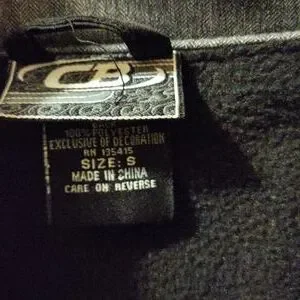 CB
100% POLYESTER
EXCLUSIVE OF DECORATION
RN 135415
SIZE: S
MADE IN CHINA
CARE ON REVERSE